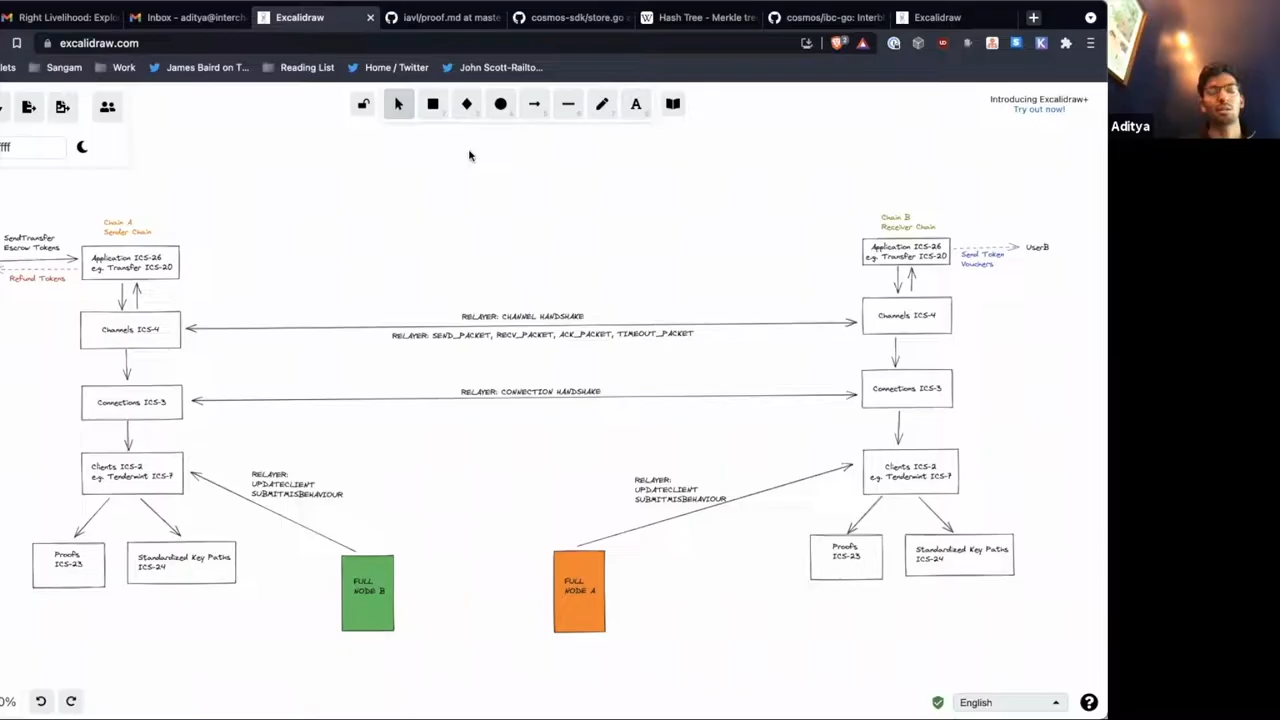 Right Livelihood: Explo
Inbox - aditya@interch
Excalidraw
iavl/proof.md at maste
cosmos-sdk/store.go a
Hash Tree - Merkle tre
cosmos/ibc-go: Interbl
Excalidraw
excalidraw.com
lets
Sangam
Work
James Baird on T...
Reading List
Home / Twitter
John Scott-Railto...
Introducing Excalidraw+
Try out now!
Aditya
fff
Chain A
Sender Chain
SendTransfer
Escrow Tokens
Refund Tokens
Application ICS-26
e.g. Transfer ICS-20
Channels ICS-4
Connections ICS-3
Clients ICS-2
e.g. Tendermint ICS-7
Proofs
ICS-23
Standardized Key Paths
ICS-24
RELAYER: CHANNEL HANDSHAKE
RELAYER: SEND_PACKET, RECV_PACKET, ACK_PACKET, TIMEOUT_PACKET
RELAYER: CONNECTION HANDSHAKE
RELAYER:
UPDATECLIENT
SUBMITMISBEHAVIOUR
RELAYER:
UPDATECLIENT
SUBMITMISBEHAVIOUR
FULL
NODE B
FULL
NODE A
Chain B
Receiver Chain
Application ICS-26
e.g. Transfer ICS-20
Send Token
Vouchers
UserB
Channels ICS-4
Connections ICS-3
Clients ICS-2
e.g. Tendermint ICS-7
Proofs
ICS-23
Standardized Key Paths
ICS-24
0%
English